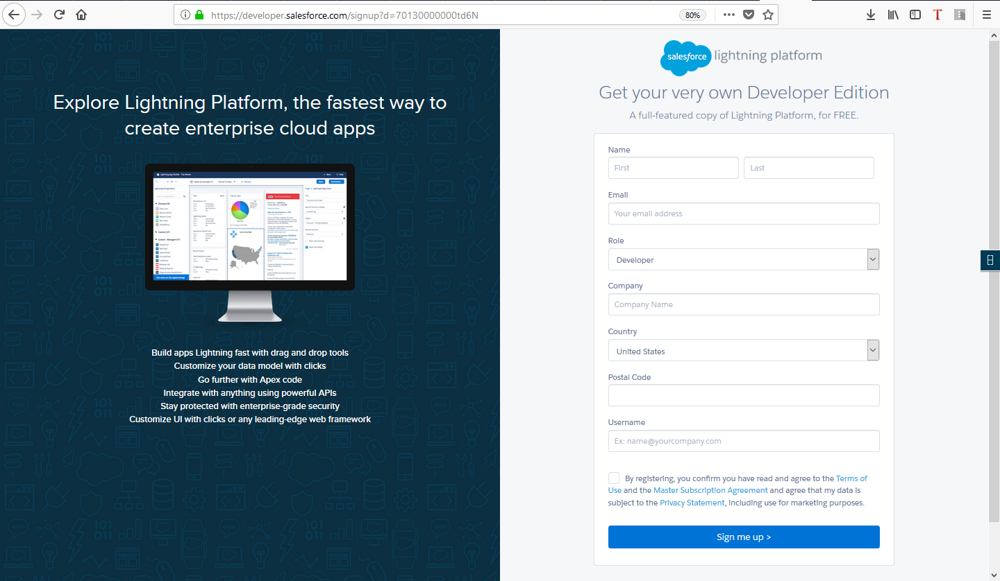 https://developer.salesforce.com/signup?d=70130000000td6N
80%
Explore Lightning Platform, the fastest way to
create enterprise cloud apps
Build apps Lightning fast with drag and drop tools
Customize your data model with clicks
Go further with Apex code
Integrate with anything using powerful APIs
Stay protected with enterprise-grade security
Customize UI with clicks or any leading-edge web framework
salesforce lightning platform
Get your very own Developer Edition
A full-featured copy of Lightning Platform, for FREE.
Name
First Last
Email
Your email address
Role
Developer
Company
Company Name
Country
United States
Postal Code
Username
Ex: name@yourcompany.com
By registering, you confirm you have read and agree to the Terms of
Use and the Master Subscription Agreement and agree that my data is
subject to the Privacy Statement, including use for marketing purposes.
Sign me up >